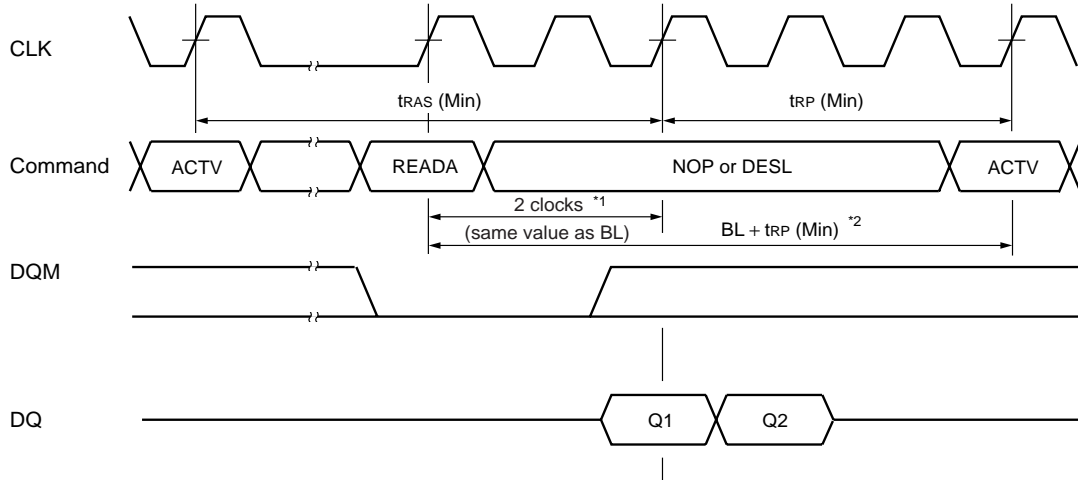 CLK
tRAS (Min) tRP (Min)
Command ACTV READA NOP or DESL ACTV
2 clocks *1
(same value as BL) BL + tRP (Min) *2
DQM
DQ Q1 Q2